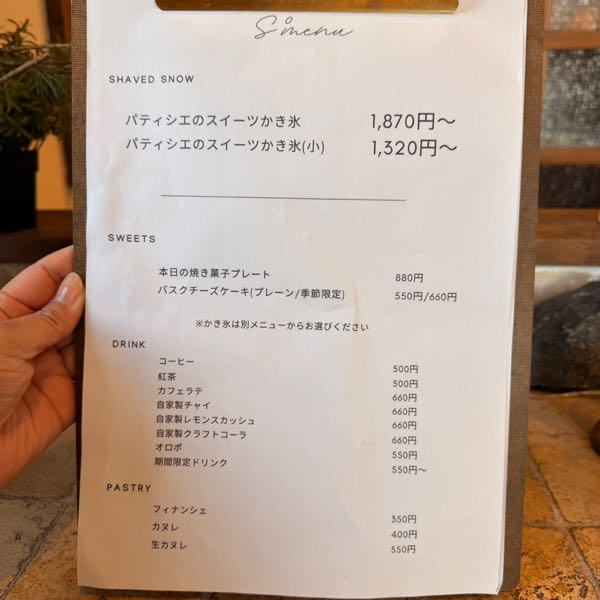 S'menu
SHAVED SNOW
パティシエのスイーツかき氷 1,870円〜
パティシエのスイーツかき氷(小) 1,320円〜
SWEETS
本日の焼き菓子プレート 880円
バスクチーズケーキ(プレーン/季節限定) 550円/660円
※かき氷は別メニューからお選びください
DRINK
コーヒー 500円
紅茶 500円
カフェラテ 660円
自家製チャイ 660円
自家製レモンスカッシュ 660円
自家製クラフトコーラ 660円
オロポ 550円
期間限定ドリンク 550円〜
PASTRY
フィナンシェ 350円
カヌレ 400円
生カヌレ 550円